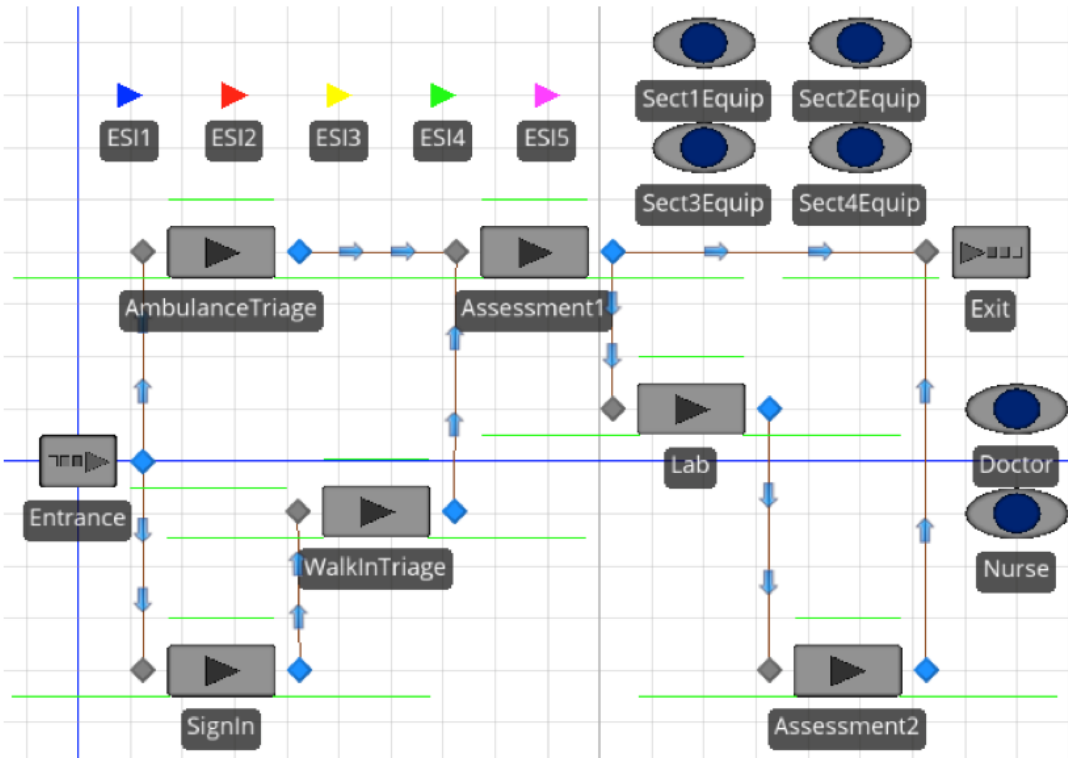 Sect1Equip
Sect2Equip
ESI1
ESI2
ESI3
ESI4
ESI5
Sect3Equip
Sect4Equip
AmbulanceTriage
Assessment1
Exit
Lab
Doctor
Entrance
WalkInTriage
Nurse
SignIn
Assessment2